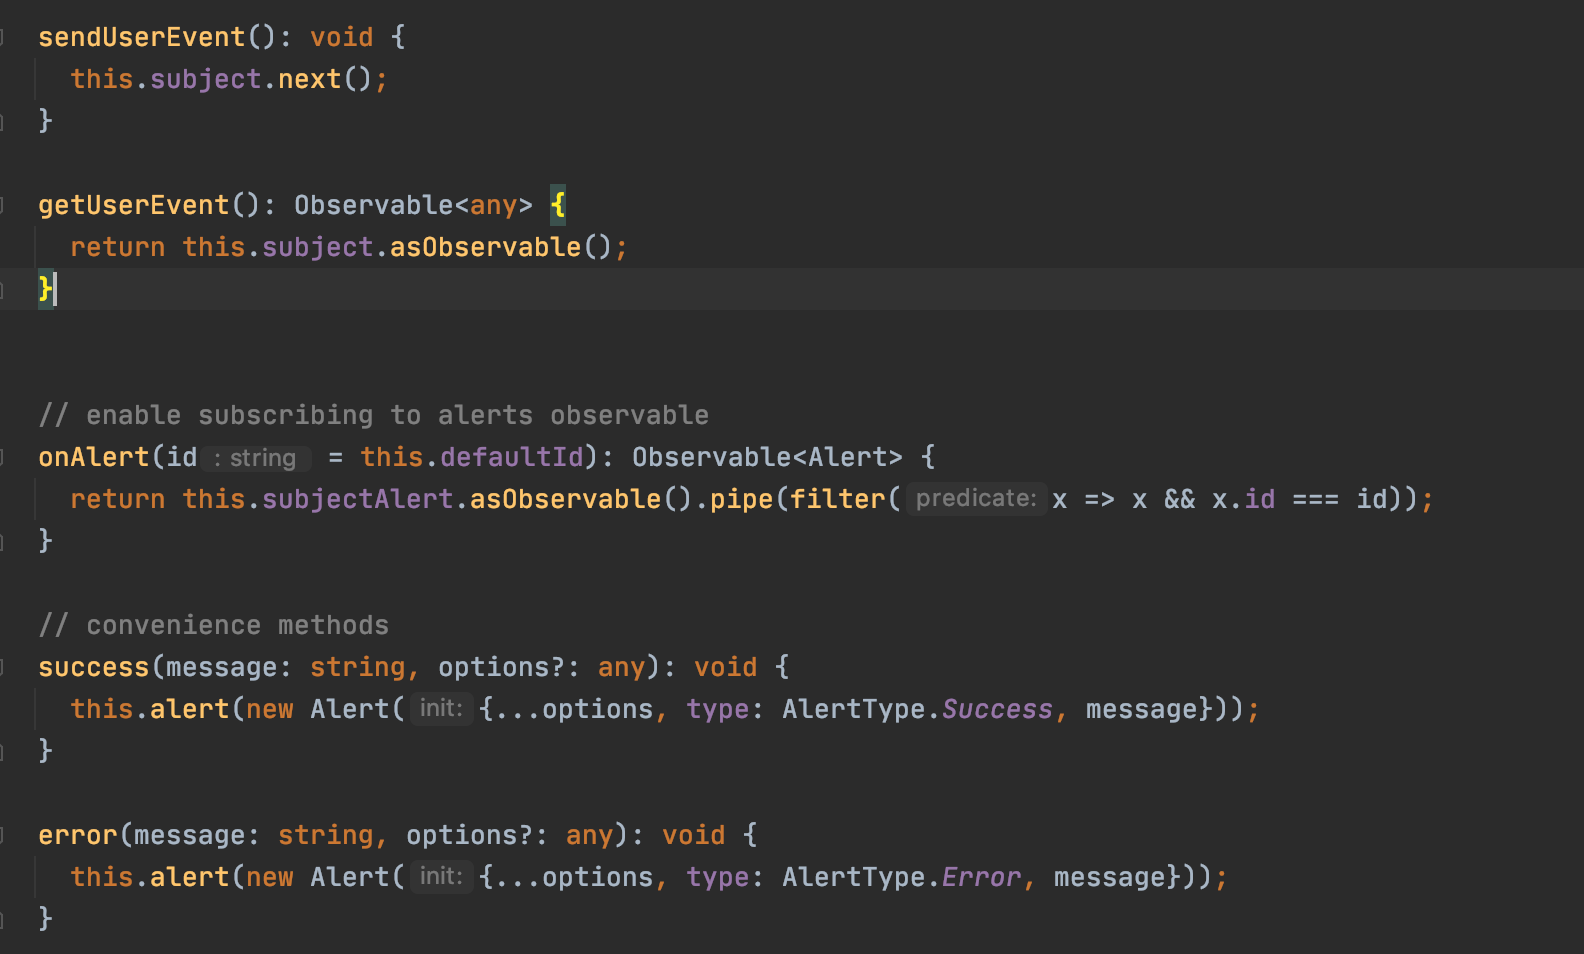 sendUserEvent(): void {
this.subject.next();
}
getUserEvent(): Observable<any> {
return this.subject.asObservable();
}
// enable subscribing to alerts observable
onAlert(id : string = this.defaultId): Observable<Alert> {
return this.subjectAlert.asObservable().pipe(filter( predicate: x => x && x.id === id));
}
// convenience methods
success(message: string, options?: any): void {
this.alert(new Alert( init: {...options, type: AlertType.Success, message}));
}
error(message: string, options?: any): void {
this.alert(new Alert( init: {...options, type: AlertType.Error, message}));
}